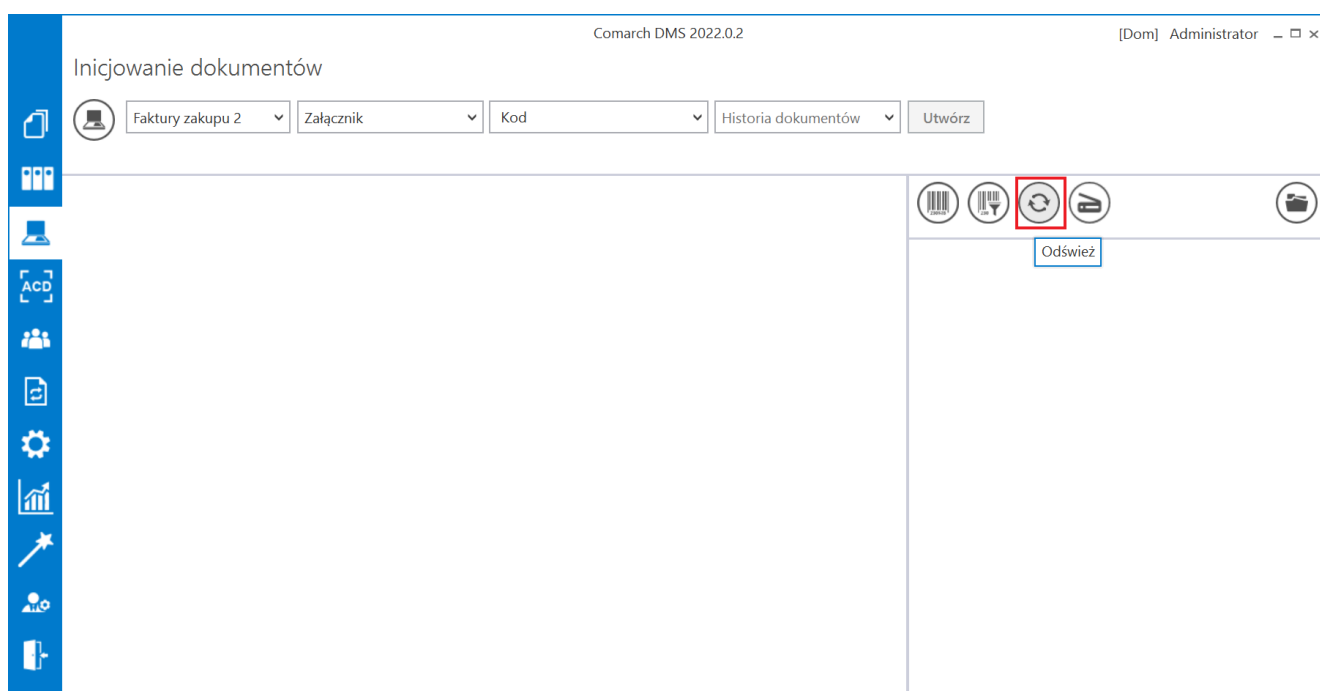 Comarch DMS 2022.0.2
[Dom] Administrator
Inicjowanie dokumentów
Faktury zakupu 2
Załącznik
Kod
Historia dokumentów
Utwórz
Odśwież
ACD